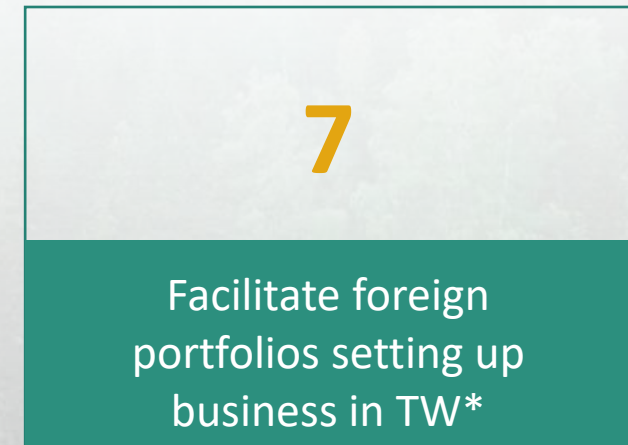 7
Facilitate foreign
portfolios setting up
business in TW*